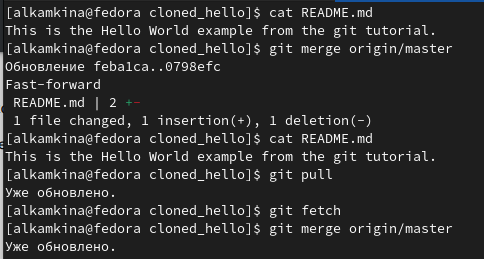 [alkamkina@fedora cloned_hello]$ cat README.md
This is the Hello World example from the git tutorial.
[alkamkina@fedora cloned_hello]$ git merge origin/master
Обновление feba1ca..0798efc
Fast-forward
 README.md | 2 +-
 1 file changed, 1 insertion(+), 1 deletion(-)
[alkamkina@fedora cloned_hello]$ cat README.md
This is the Hello World example from the git tutorial.
[alkamkina@fedora cloned_hello]$ git pull
Уже обновлено.
[alkamkina@fedora cloned_hello]$ git fetch
[alkamkina@fedora cloned_hello]$ git merge origin/master
Уже обновлено.